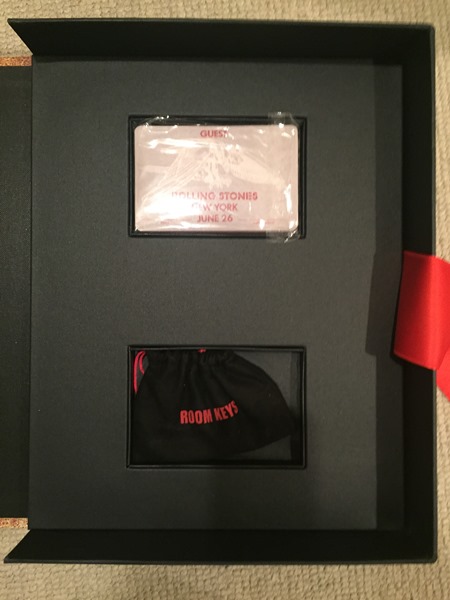 GUEST
ROLLING STONES
NEW YORK
JUNE 26
ROOM KEYS